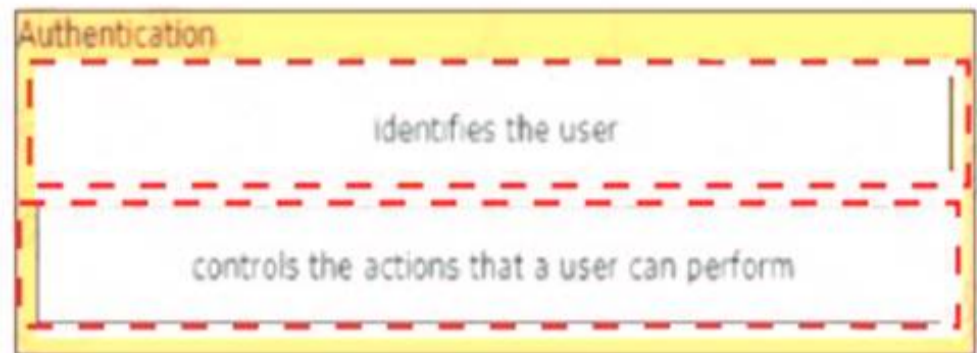 Authentication
identifies the user
controls the actions that a user can perform